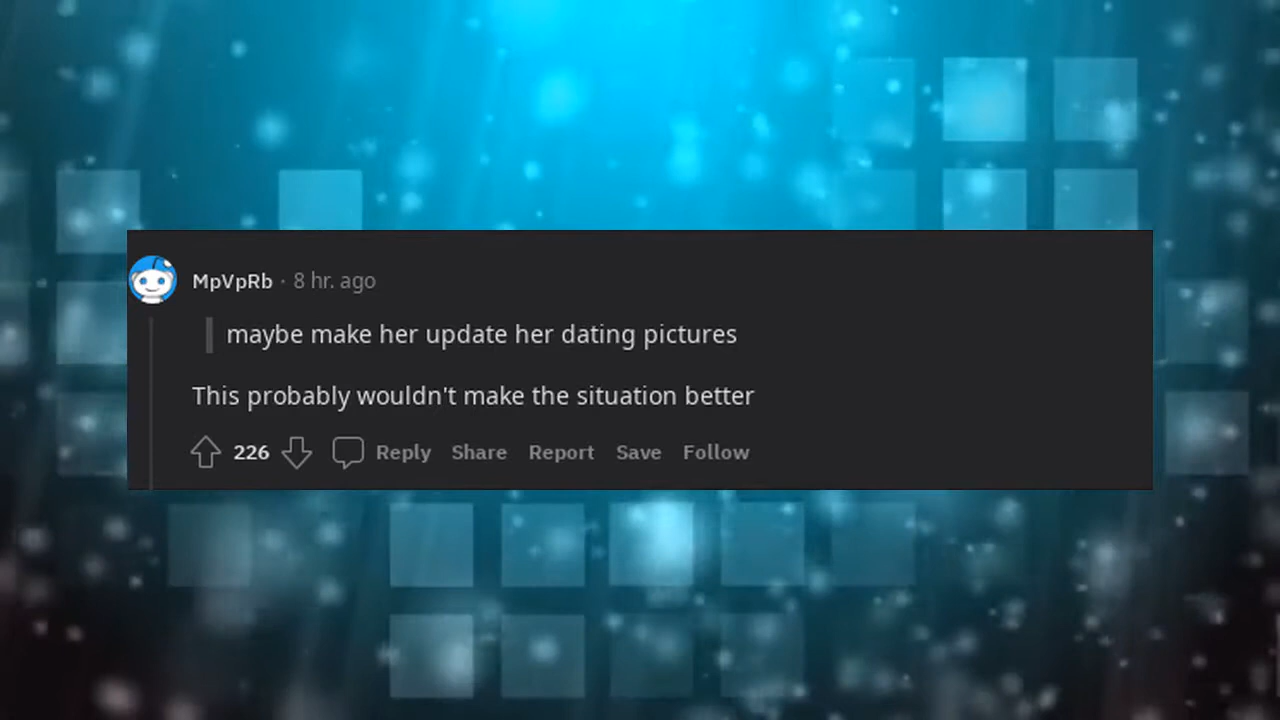 MpVpRb · 8 hr. ago
maybe make her update her dating pictures
This probably wouldn't make the situation better
226 Reply Share Report Save Follow